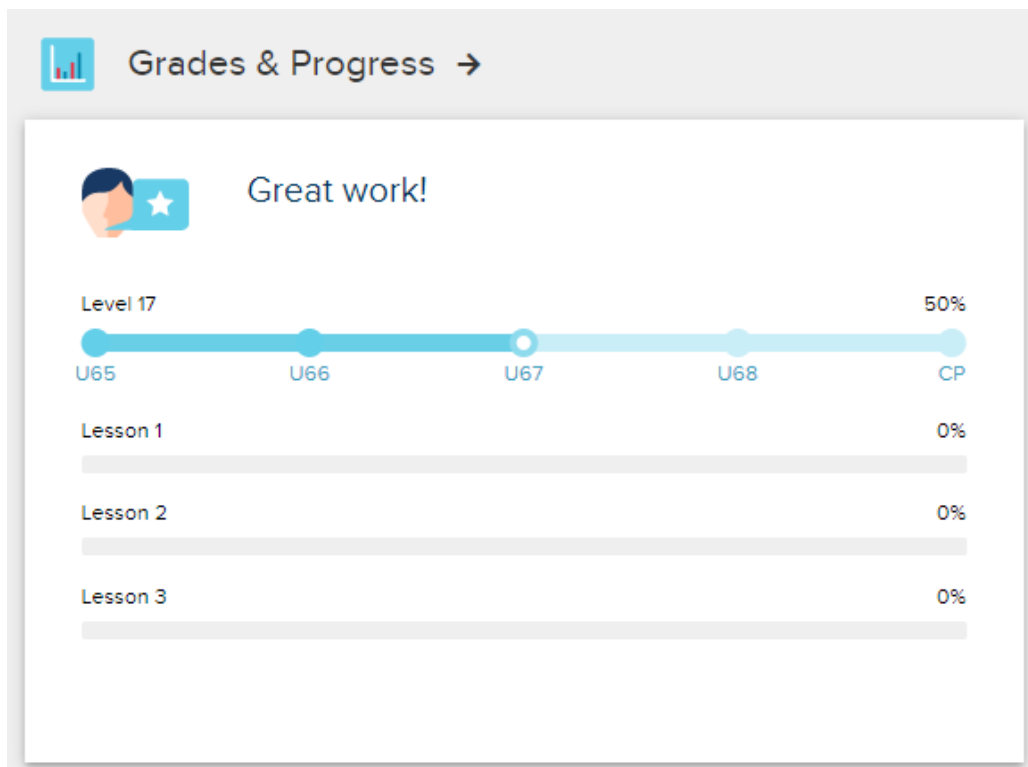 Grades & Progress →
Great work!
Level 17 50%
U65 U66 U67 U68 CP
Lesson 1 0%
Lesson 2 0%
Lesson 3 0%